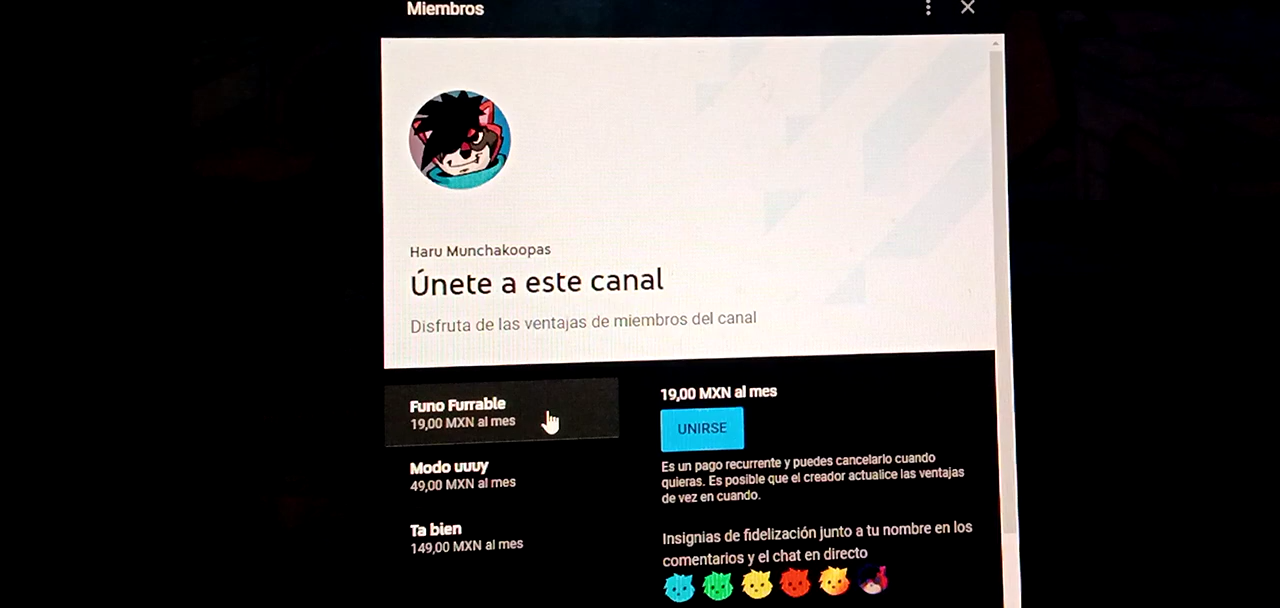 Miembros
Haru Munchakoopas
Únete a este canal
Disfruta de las ventajas de miembros del canal
Funo Furrable
19,00 MXN al mes
Modo uuuy
49,00 MXN al mes
Ta bien
149,00 MXN al mes
19,00 MXN al mes
UNIRSE
Es un pago recurrente y puedes cancelarlo cuando
quieras. Es posible que el creador actualice las ventajas
de vez en cuando.
Insignias de fidelización junto a tu nombre en los
comentarios y el chat en directo